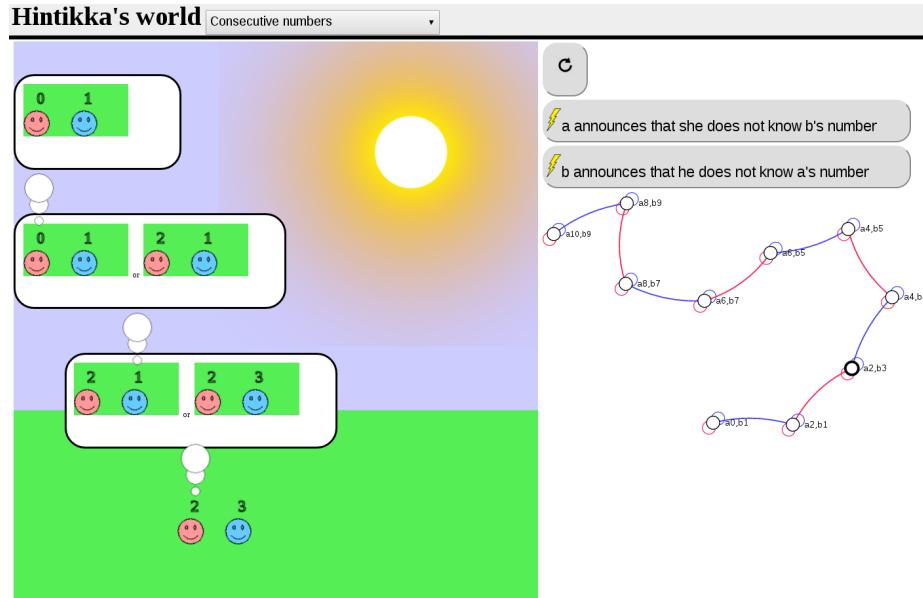 Hintikka's world
Consecutive numbers
0 1
0 1 or 2 1
2 1 or 2 3
2 3
a announces that she does not know b's number
b announces that he does not know a's number
a8,b9
a10,b9
a4,b5
a6,b5
a8,b7
a6,b7
a4,b
a2,b3
a0,b1
a2,b1